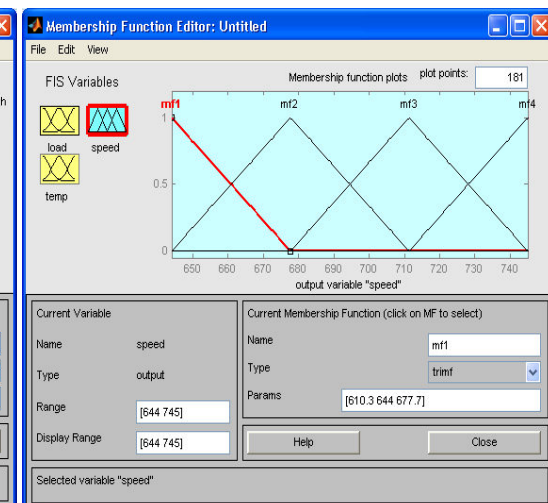 Membership Function Editor: Untitled
File Edit View
FIS Variables
load
speed
temp
Membership function plots plot points: 181
mf1 mf2 mf3 mf4
1
0.5
0
650 660 670 680 690 700 710 720 730 740
output variable "speed"
Current Variable
Name speed
Type output
Range [644 745]
Display Range [644 745]
Current Membership Function (click on MF to select)
Name mf1
Type trimf
Params [610.3 644 677.7]
Help Close
Selected variable "speed"